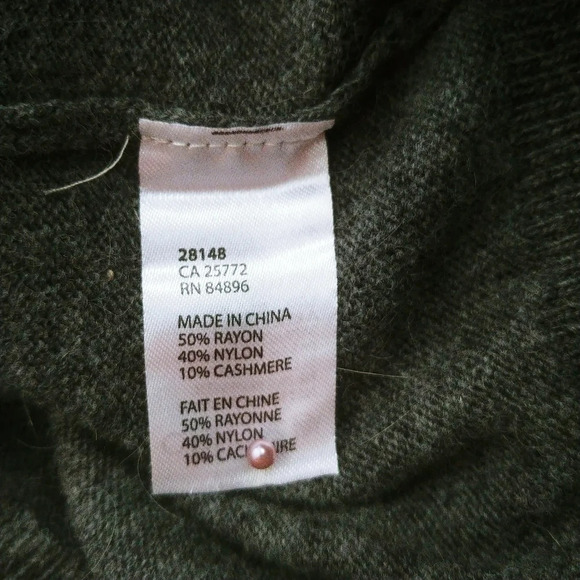 28148
CA 25772
RN 84896
MADE IN CHINA
50% RAYON
40% NYLON
10% CASHMERE
FAIT EN CHINE
50% RAYONNE
40% NYLON
10%